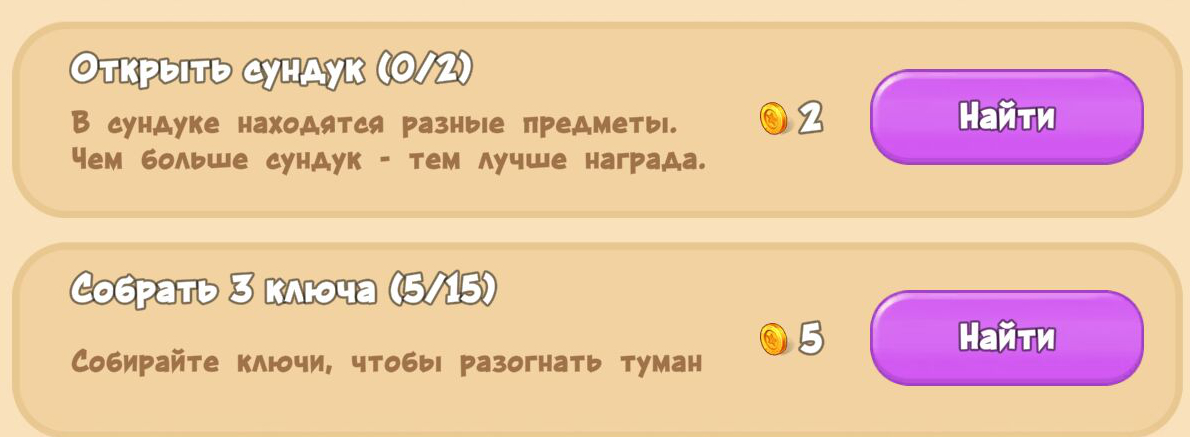 Открыть сундук (0/2)
В сундуке находятся разные предметы.
Чем больше сундук - тем лучше награда.
2
Найти
Собрать 3 ключа (5/15)
Собирайте ключи, чтобы разогнать туман
5
Найти